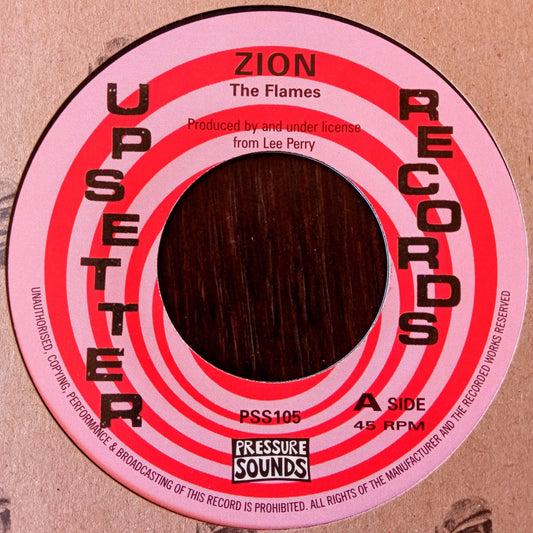 ZION
The Flames
Produced by and under license
from Lee Perry
UPSETTER
RECORDS
PSS105
A SIDE
45 RPM
PRESSURE
SOUNDS
UNAUTHORISED, COPYING, PERFORMANCE & BROADCASTING OF THIS RECORD IS PROHIBITED. ALL RIGHTS OF THE MANUFACTURER AND THE RECORDED WORKS RESERVED